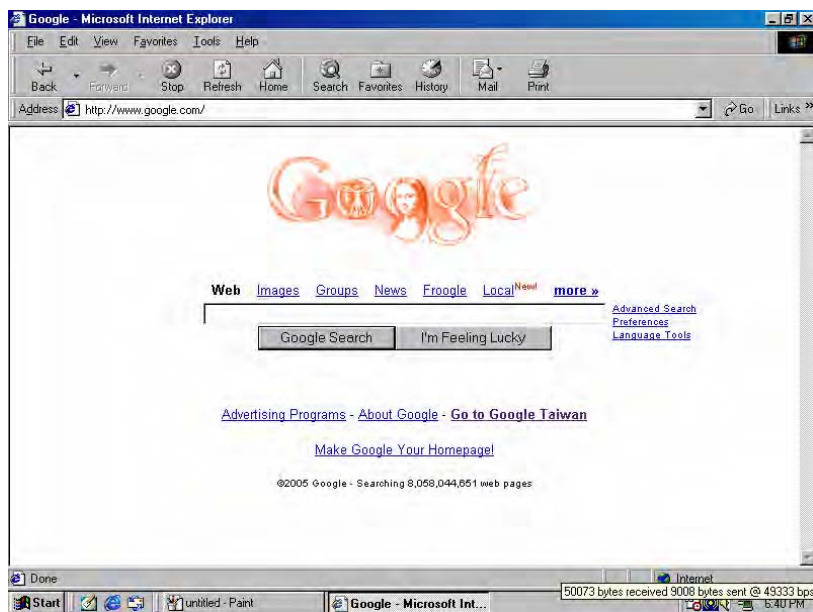 Google - Microsoft Internet Explorer
File Edit View Favorites Tools Help
Back Forward Stop Refresh Home Search Favorites History Mail Print
Address http://www.google.com/ Go Links »
Google
Web Images Groups News Froogle Local New! more »
Advanced Search
Preferences
Language Tools
Google Search I'm Feeling Lucky
Advertising Programs - About Google - Go to Google Taiwan
Make Google Your Homepage!
©2005 Google - Searching 8,058,044,651 web pages
Done Internet
50073 bytes received 9008 bytes sent @ 49333 bps
Start untitled - Paint Google - Microsoft Int... 5:40 PM